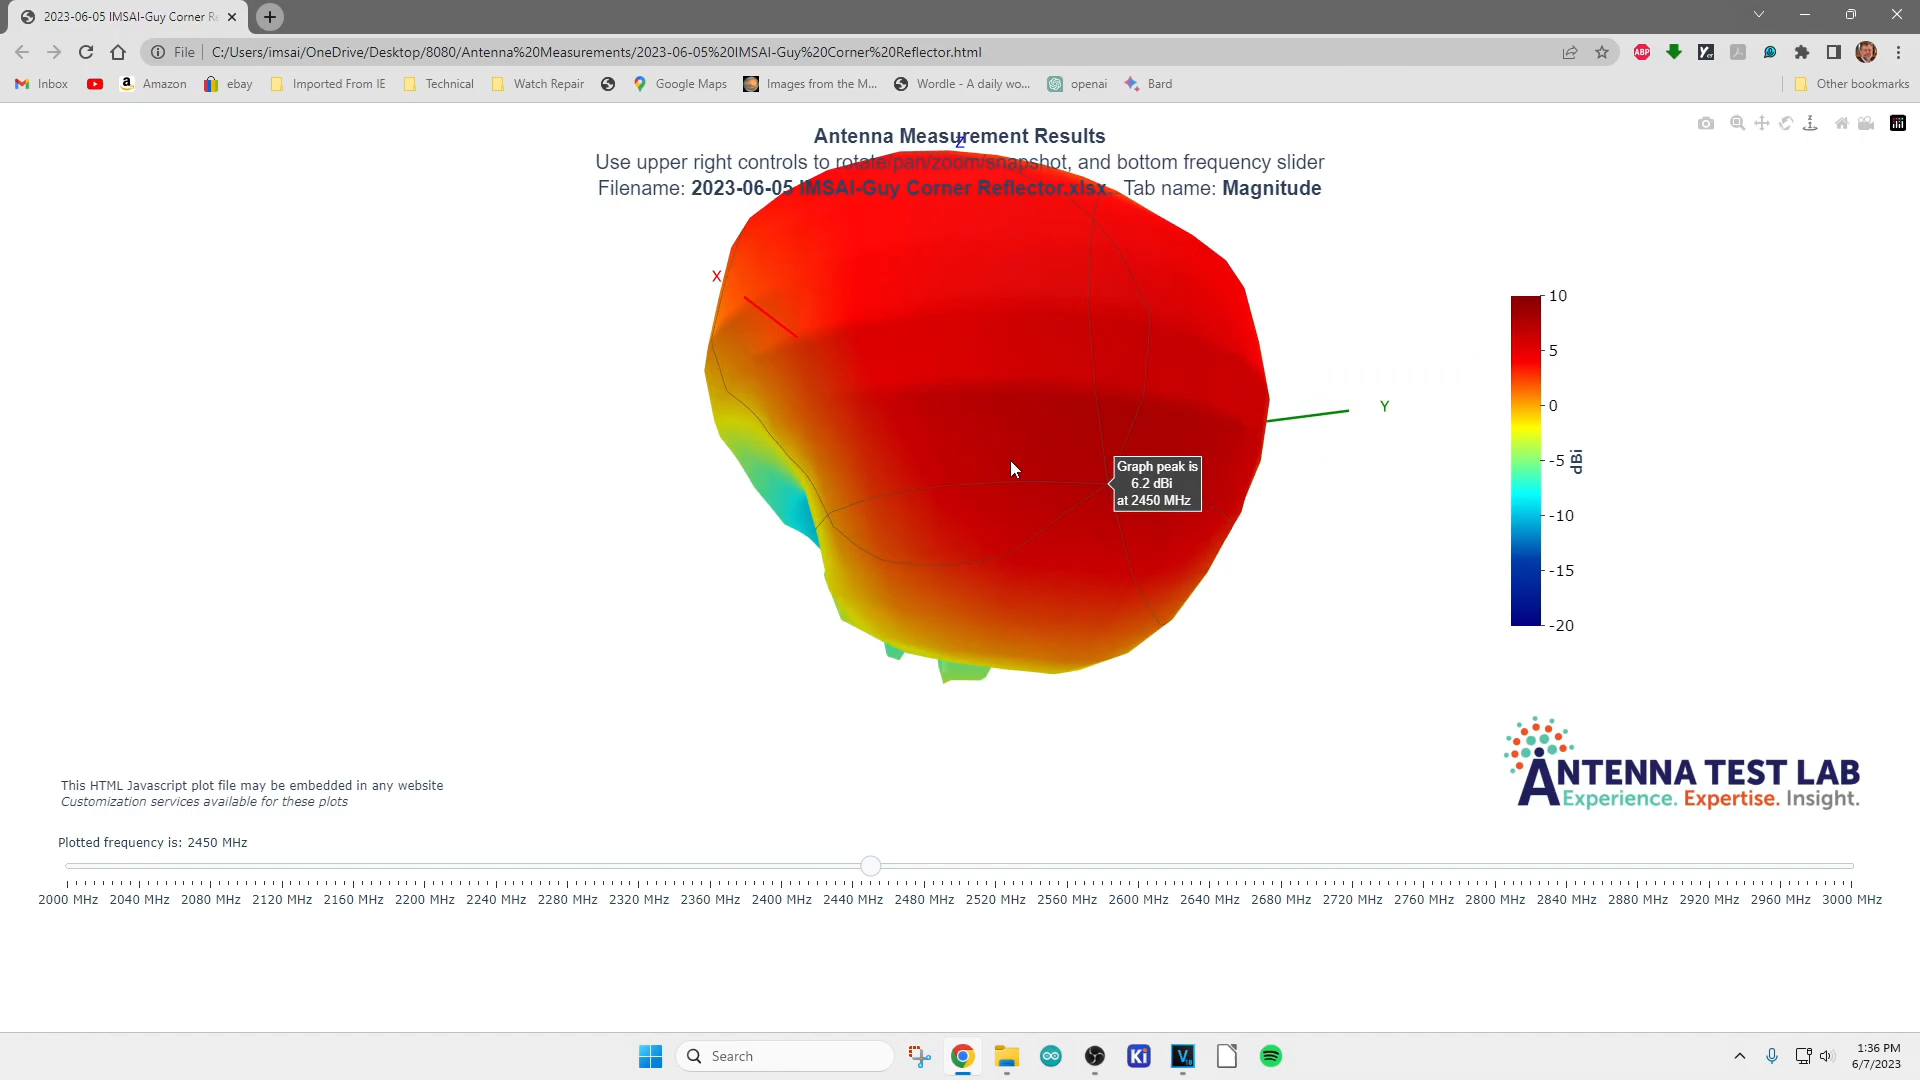 2023-06-05 IMSAI-Guy Corner Re
File
C:/Users/imsai/OneDrive/Desktop/8080/Antenna%20Measurements/2023-06-05%20IMSAI-Guy%20Corner%20Reflector.html
ABP
Inbox
Amazon
ebay
Imported From IE
Technical
Watch Repair
Google Maps
Images from the M...
Wordle - A daily wo...
openai
Bard
Other bookmarks
Antenna Measurement Results
Use upper right controls to rotate/pan/zoom/snapshot, and bottom frequency slider
Filename: 2023-06-05 IMSAI-Guy Corner Reflector.xlsx   Tab name: Magnitude
Z
X
Y
Graph peak is
6.2 dBi
at 2450 MHz
10
5
0
-5
-10
-15
-20
dBi
ANTENNA TEST LAB
Experience. Expertise. Insight.
This HTML Javascript plot file may be embedded in any website
Customization services available for these plots
Plotted frequency is: 2450 MHz
2000 MHz 2040 MHz 2080 MHz 2120 MHz 2160 MHz 2200 MHz 2240 MHz 2280 MHz 2320 MHz 2360 MHz 2400 MHz 2440 MHz 2480 MHz 2520 MHz 2560 MHz 2600 MHz 2640 MHz 2680 MHz 2720 MHz 2760 MHz 2800 MHz 2840 MHz 2880 MHz 2920 MHz 2960 MHz 3000 MHz
Search
Ki
1:36 PM
6/7/2023